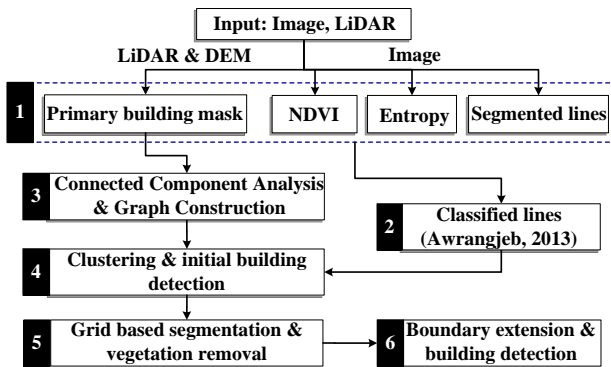 Input: Image, LiDAR
LiDAR & DEM
Image
1
Primary building mask
NDVI
Entropy
Segmented lines
3
Connected Component Analysis
& Graph Construction
2
Classified lines
(Awrangjeb, 2013)
4
Clustering & initial building
detection
5
Grid based segmentation &
vegetation removal
6
Boundary extension &
building detection